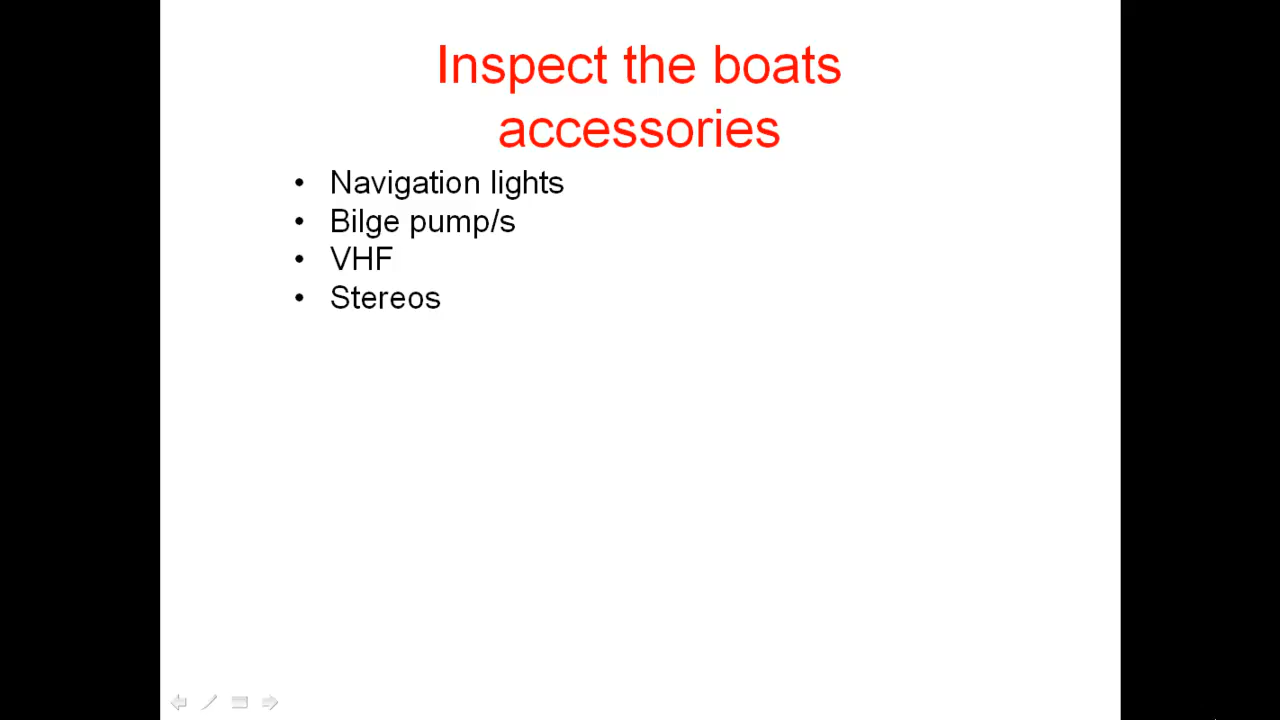 Inspect the boats
accessories
• Navigation lights
• Bilge pump/s
• VHF
• Stereos